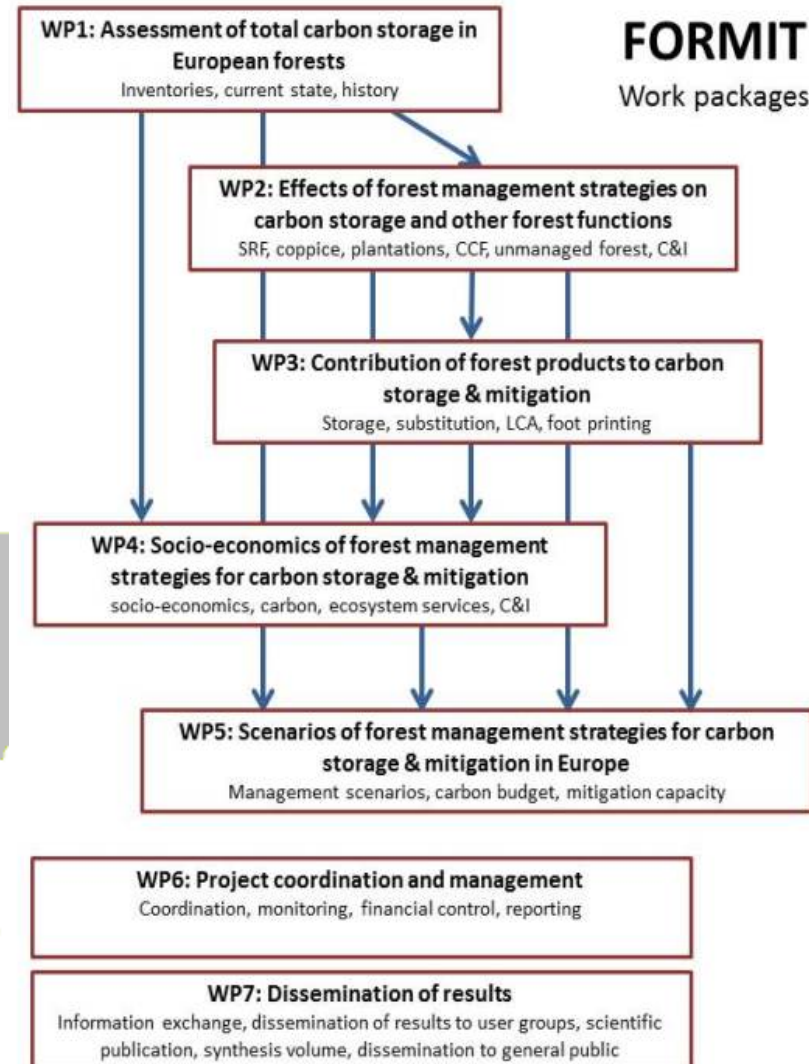 FORMIT
Work packages
WP1: Assessment of total carbon storage in
European forests
Inventories, current state, history
WP2: Effects of forest management strategies on
carbon storage and other forest functions
SRF, coppice, plantations, CCF, unmanaged forest, C&I
WP3: Contribution of forest products to carbon
storage & mitigation
Storage, substitution, LCA, foot printing
WP4: Socio-economics of forest management
strategies for carbon storage & mitigation
socio-economics, carbon, ecosystem services, C&I
WP5: Scenarios of forest management strategies for carbon
storage & mitigation in Europe
Management scenarios, carbon budget, mitigation capacity
WP6: Project coordination and management
Coordination, monitoring, financial control, reporting
WP7: Dissemination of results
Information exchange, dissemination of results to user groups, scientific
publication, synthesis volume, dissemination to general public